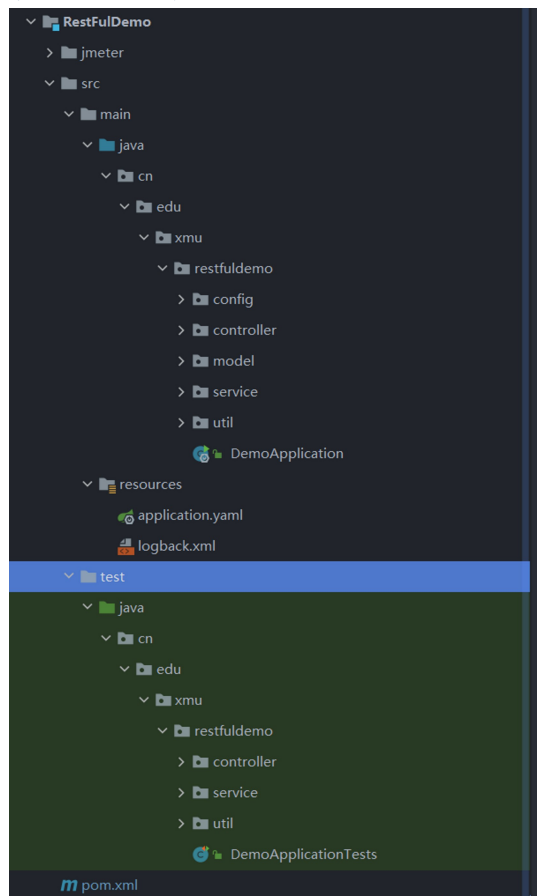 RestFulDemo
jmeter
src
main
java
cn
edu
xmu
restfuldemo
config
controller
model
service
util
DemoApplication
resources
application.yaml
logback.xml
test
java
cn
edu
xmu
restfuldemo
controller
service
util
DemoApplicationTests
pom.xml